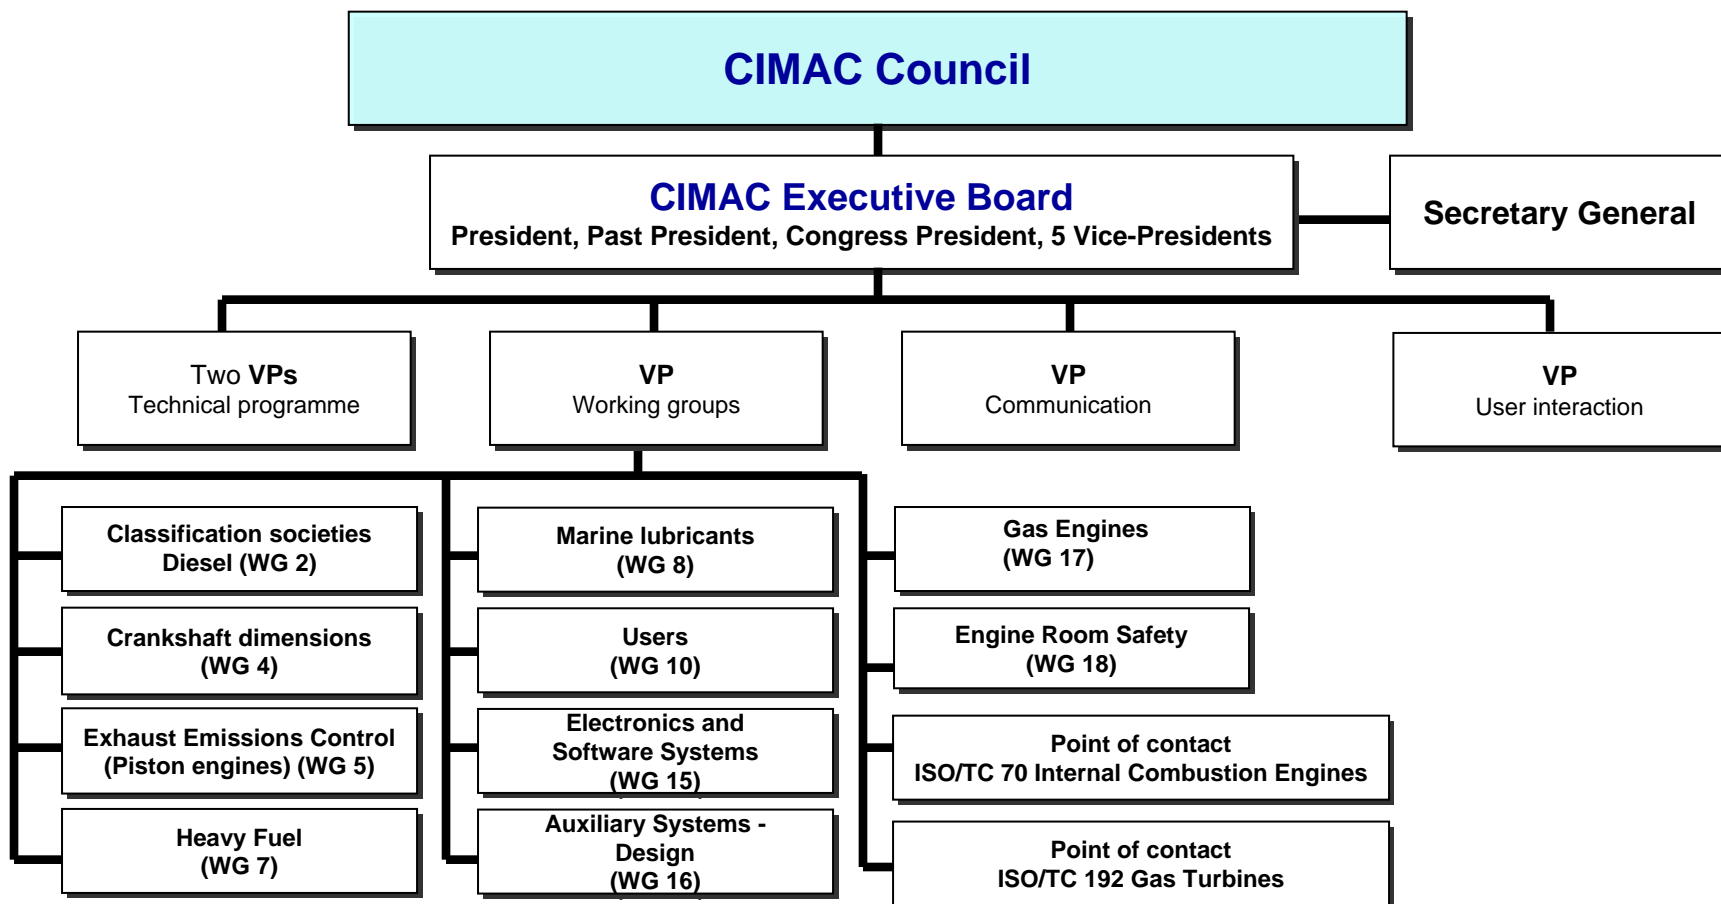 CIMAC Council
CIMAC Executive Board
President, Past President, Congress President, 5 Vice-Presidents
Secretary General
Two VPs
Technical programme
VP
Working groups
VP
Communication
VP
User interaction
Classification societies
Diesel (WG 2)
Crankshaft dimensions
(WG 4)
Exhaust Emissions Control
(Piston engines) (WG 5)
Heavy Fuel
(WG 7)
Marine lubricants
(WG 8)
Users
(WG 10)
Electronics and
Software Systems
(WG 15)
Auxiliary Systems -
Design
(WG 16)
Gas Engines
(WG 17)
Engine Room Safety
(WG 18)
Point of contact
ISO/TC 70 Internal Combustion Engines
Point of contact
ISO/TC 192 Gas Turbines